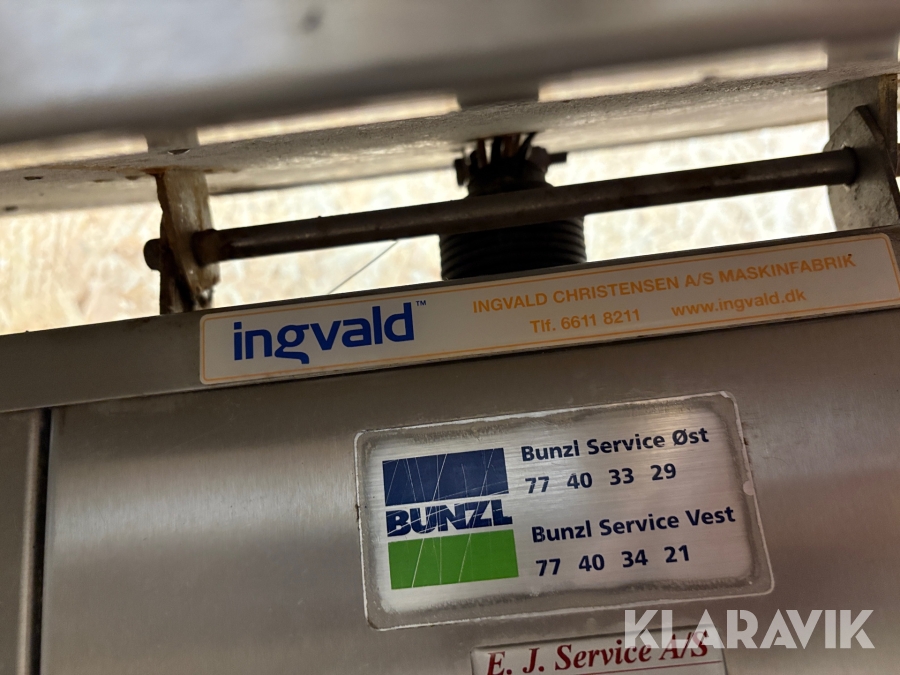 ingvald™
INGVALD CHRISTENSEN A/S MASKINFABRIK
Tlf. 6611 8211 www.ingvald.dk
BUNZL
Bunzl Service Øst
77 40 33 29
Bunzl Service Vest
77 40 34 21
E. J. Service A/S
KLARAVIK